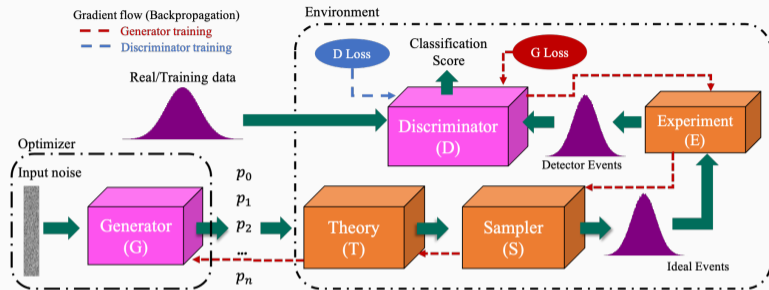 Gradient flow (Backpropagation)
Generator training
Discriminator training
Environment
D Loss
Classification
Score
G Loss
Real/Training data
Discriminator
(D)
Detector Events
Experiment
(E)
Optimizer
Input noise
Generator
(G)
p0
p1
p2
...
pn
Theory
(T)
Sampler
(S)
Ideal Events